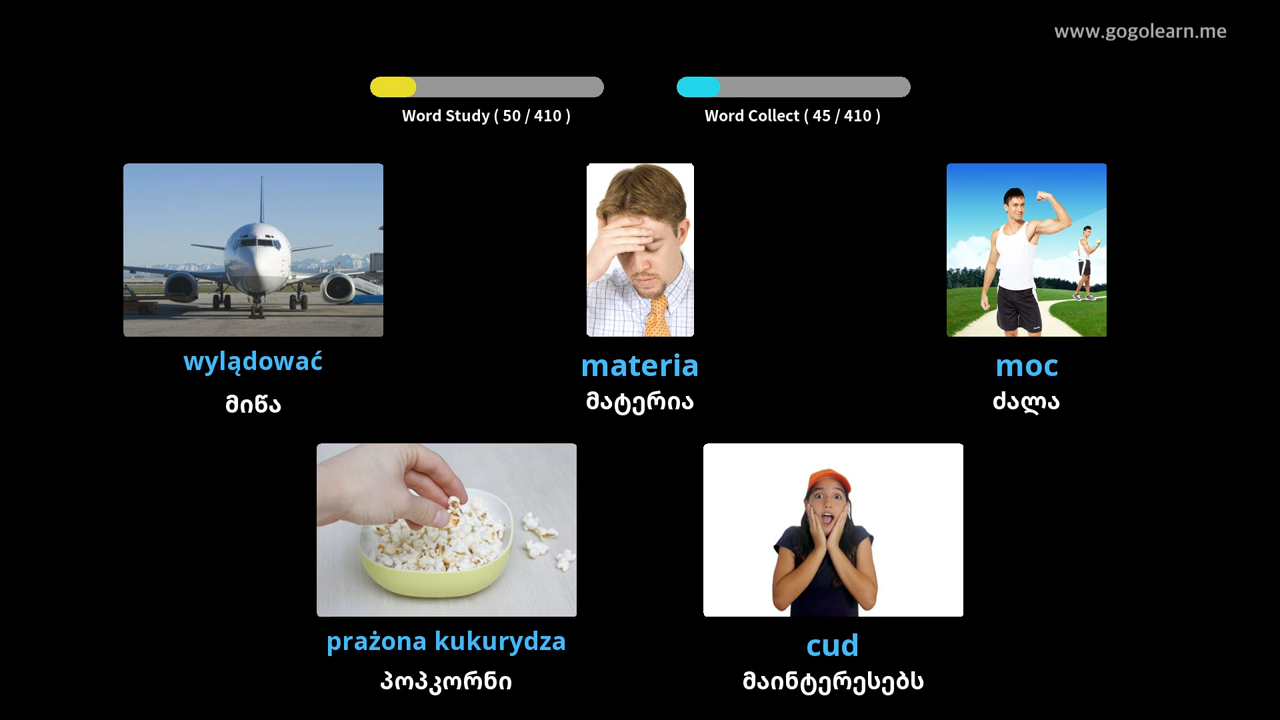 www.gogolearn.me
Word Study ( 50 / 410 )
Word Collect ( 45 / 410 )
wylądować
მიწა
materia
მატერია
moc
ძალა
prażona kukurydza
პოპკორნი
cud
მაინტერესებს